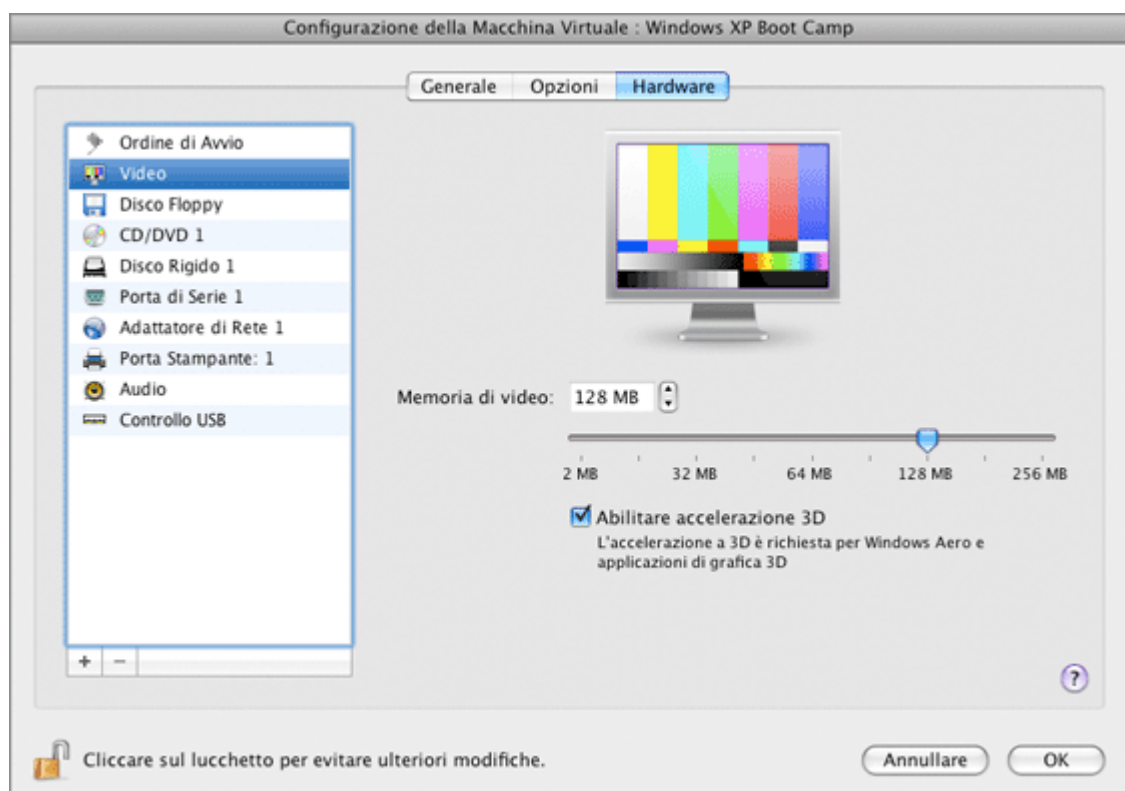 Configurazione della Macchina Virtuale : Windows XP Boot Camp
Generale Opzioni Hardware
Ordine di Avvio
Video
Disco Floppy
CD/DVD 1
Disco Rigido 1
Porta di Serie 1
Adattatore di Rete 1
Porta Stampante: 1
Audio
Controllo USB
+ −
Memoria di video: 128 MB
2 MB 32 MB 64 MB 128 MB 256 MB
Abilitare accelerazione 3D
L'accelerazione a 3D è richiesta per Windows Aero e
applicazioni di grafica 3D
?
Cliccare sul lucchetto per evitare ulteriori modifiche.
Annullare OK